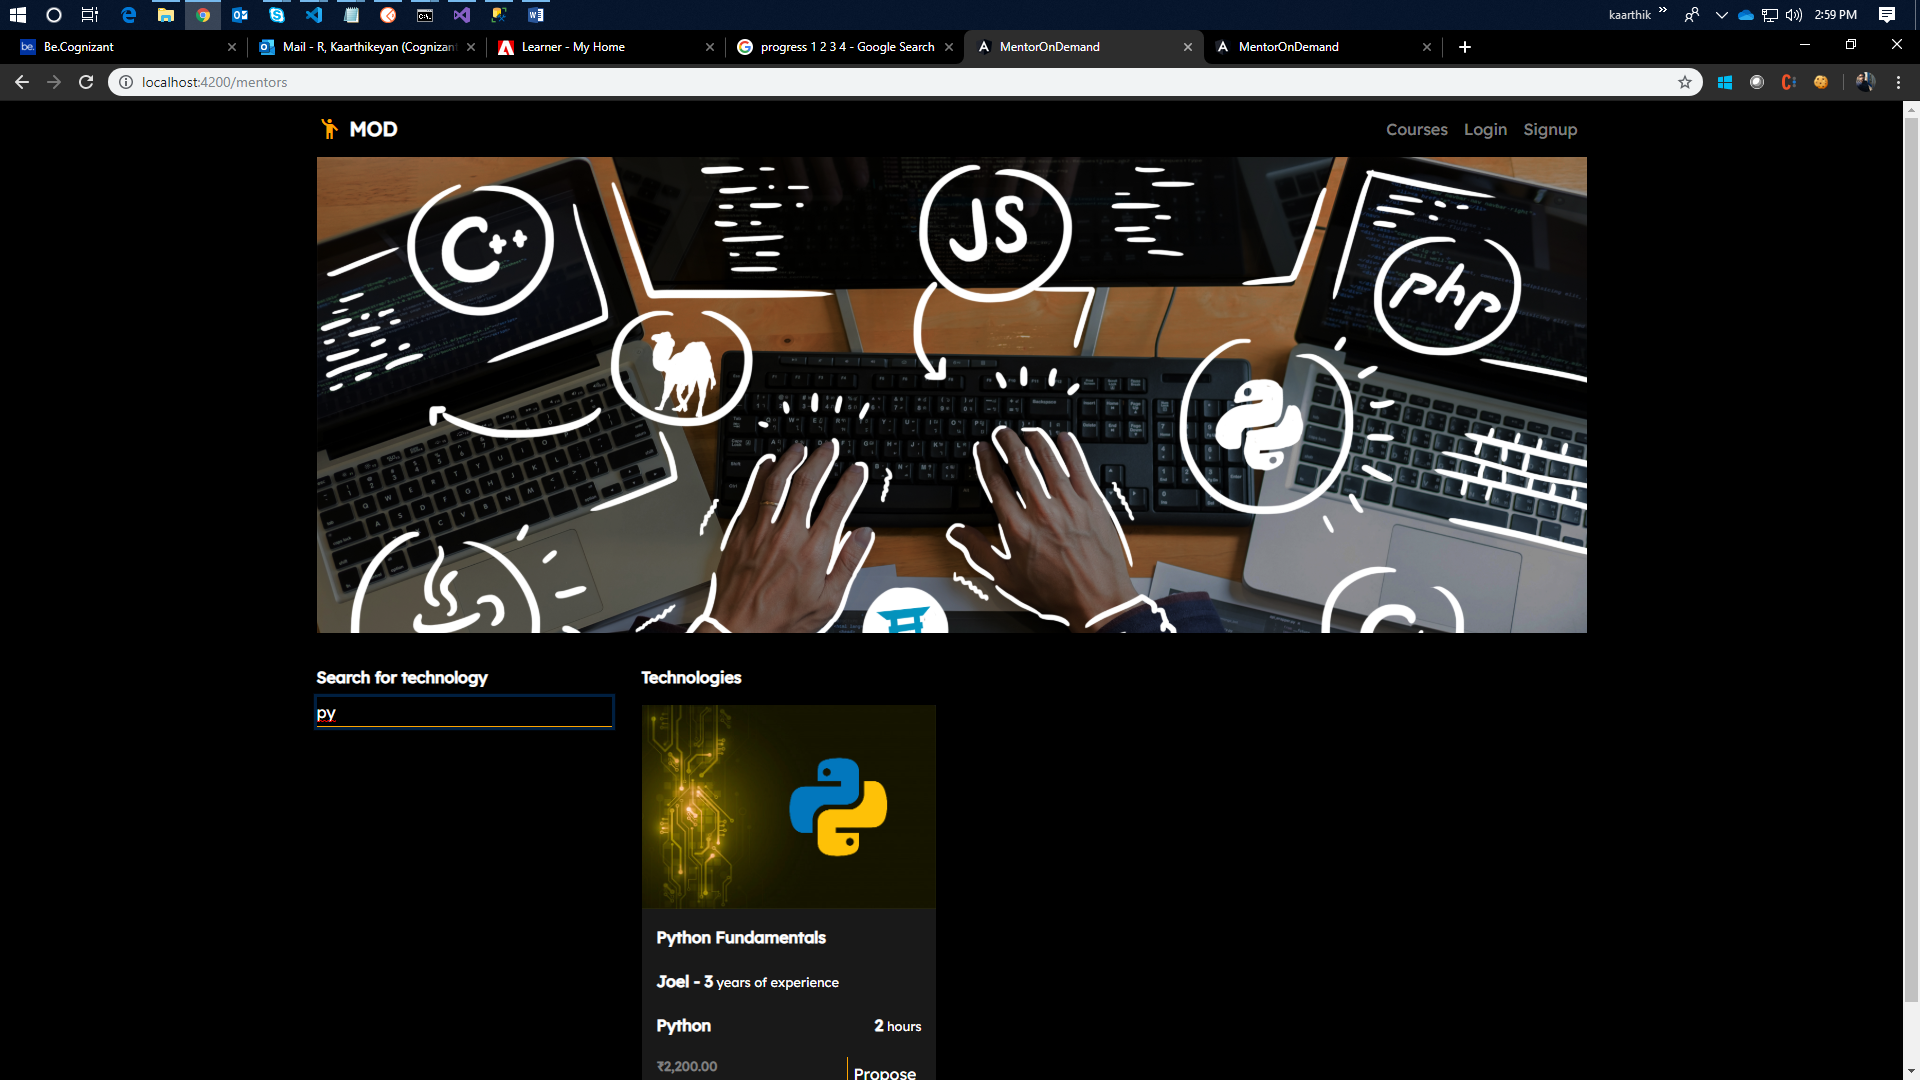 kaarthik
2:59 PM
be. Be.Cognizant
Mail - R, Kaarthikeyan (Cognizant
Learner - My Home
progress 1 2 3 4 - Google Search
MentorOnDemand
MentorOnDemand
localhost:4200/mentors
MOD
Courses Login Signup
C++
JS
php
Search for technology
py
Technologies
Python Fundamentals
Joel - 3 years of experience
Python 2 hours
₹2,200.00
Propose